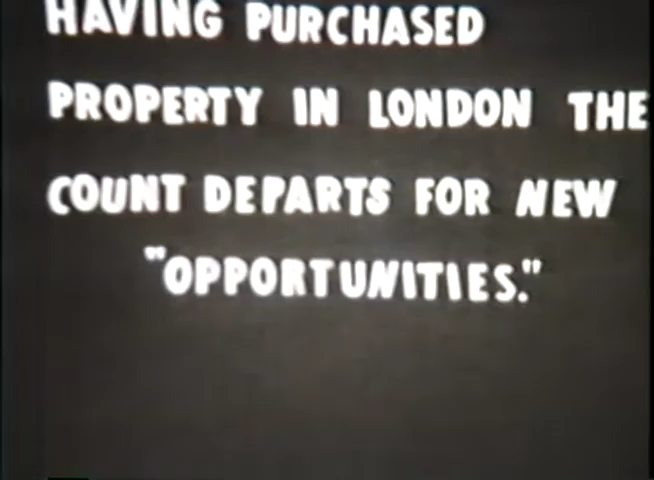 HAVING PURCHASED
PROPERTY IN LONDON THE
COUNT DEPARTS FOR NEW
"OPPORTUNITIES."